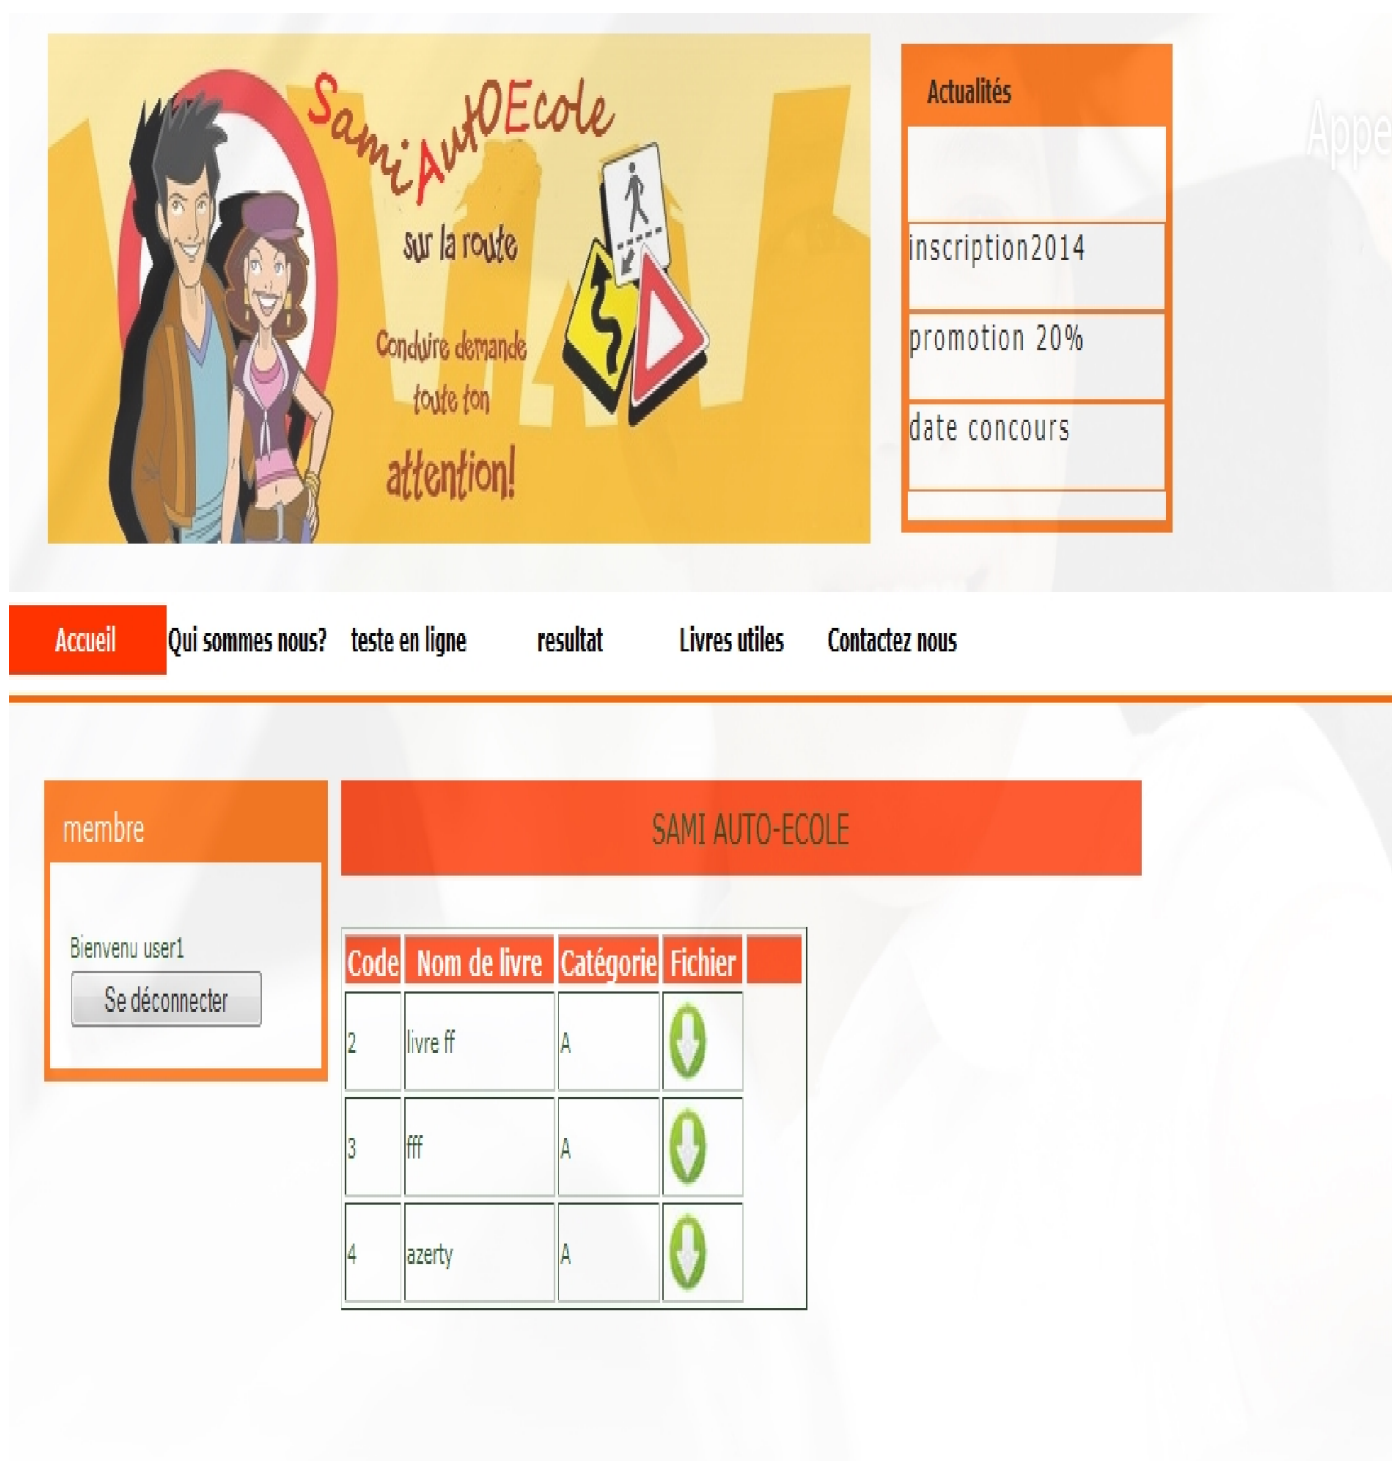 Sami AutOEcole
sur la route
Conduire demande
toute ton
attention!
Actualités
inscription2014
promotion 20%
date concours
Appe
Accueil Qui sommes nous? teste en ligne resultat Livres utiles Contactez nous
membre
Bienvenu user1
Se déconnecter
SAMI AUTO-ECOLE
Code Nom de livre Catégorie Fichier
2 livre ff A
3 fff A
4 azerty A